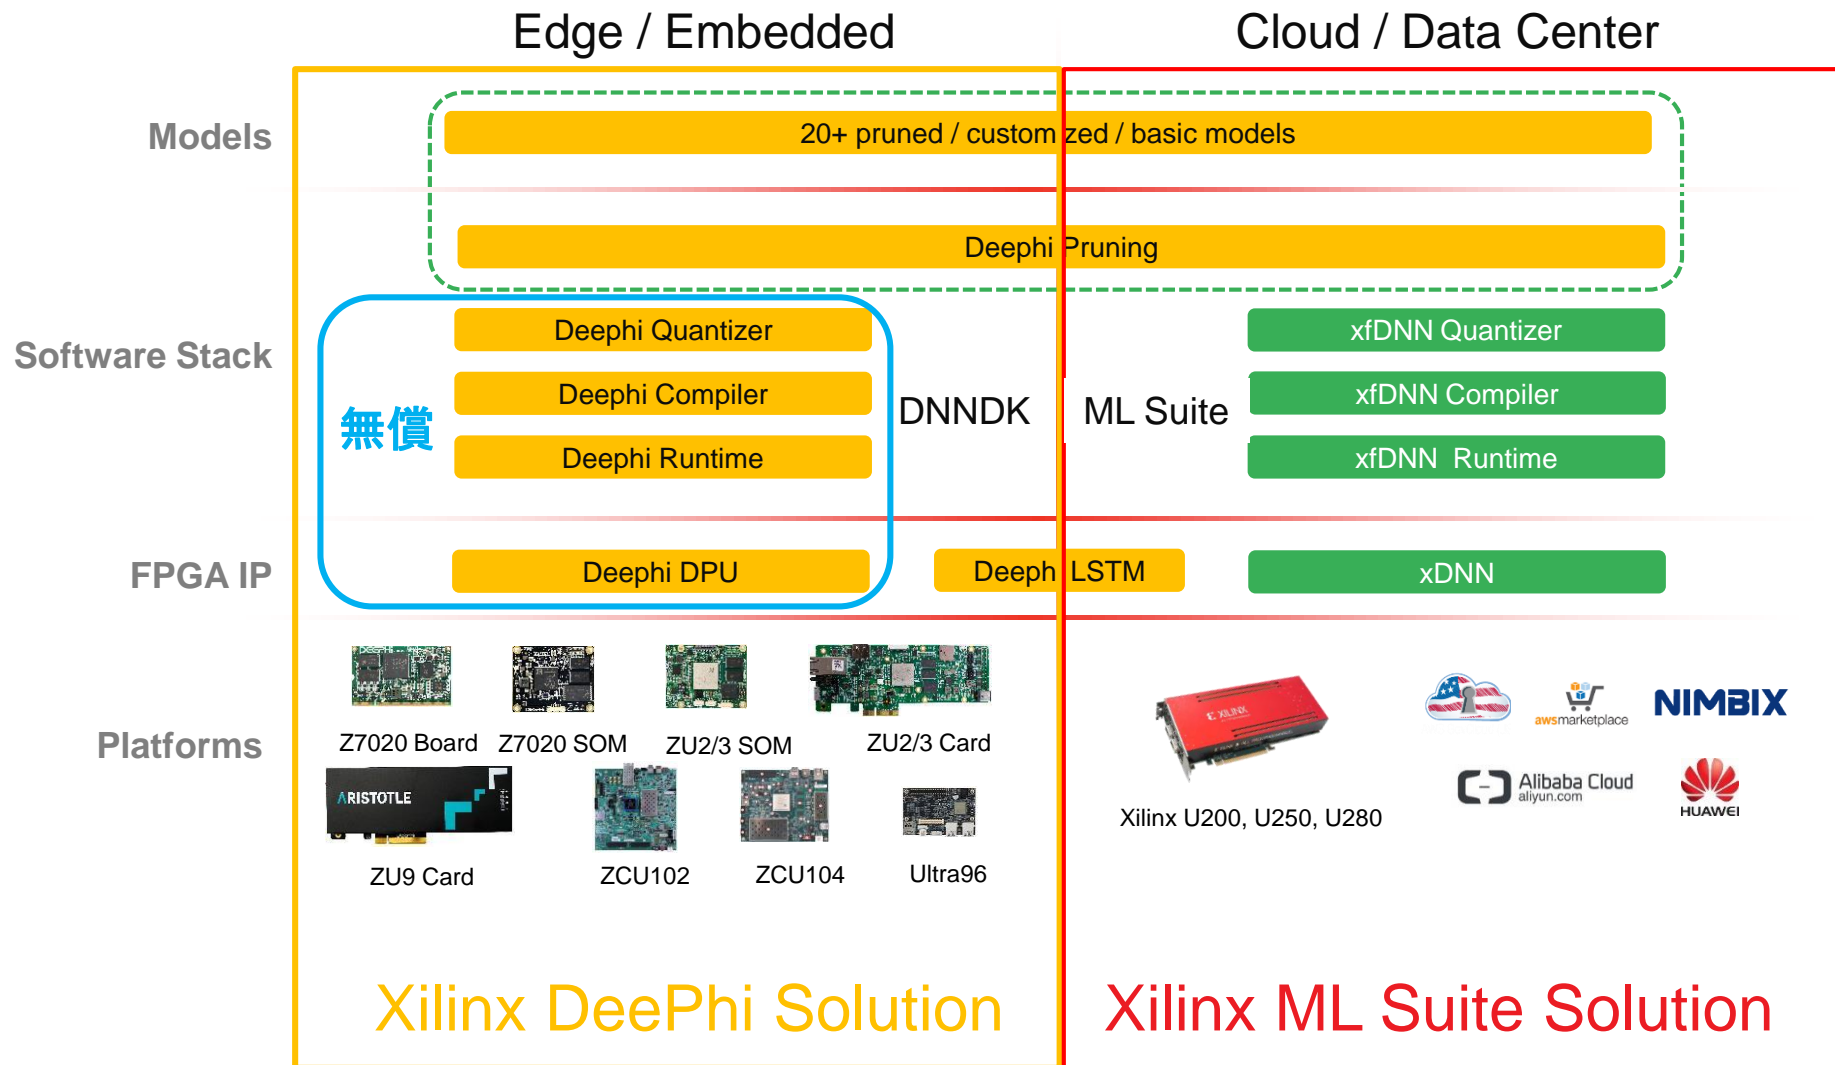 Edge / Embedded
Cloud / Data Center
Models
20+ pruned / customized / basic models
Deephi Pruning
Software Stack
無償
Deephi Quantizer
Deephi Compiler
Deephi Runtime
DNNDK
ML Suite
xfDNN Quantizer
xfDNN Compiler
xfDNN Runtime
FPGA IP
Deephi DPU
Deephi LSTM
xDNN
Platforms
DEEPHi
Z7020 Board
Z7020 SOM
ZU2/3 SOM
ZU2/3 Card
ARISTOTLE
ZU9 Card
ZCU102
ZCU104
Ultra96
XILINX
Xilinx U200, U250, U280
awsmarketplace
NIMBIX
Alibaba Cloud
aliyun.com
HUAWEI
Xilinx DeePhi Solution
Xilinx ML Suite Solution